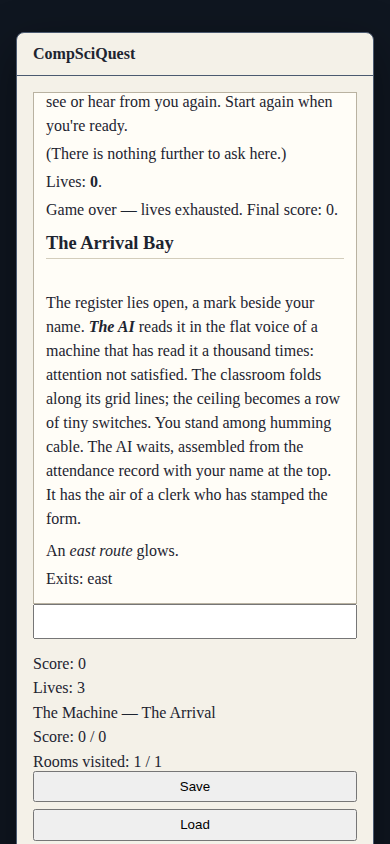 CompSciQuest
see or hear from you again. Start again when
you're ready.
(There is nothing further to ask here.)
Lives: 0.
Game over — lives exhausted. Final score: 0.
The Arrival Bay
The register lies open, a mark beside your
name. The AI reads it in the flat voice of a
machine that has read it a thousand times:
attention not satisfied. The classroom folds
along its grid lines; the ceiling becomes a row
of tiny switches. You stand among humming
cable. The AI waits, assembled from the
attendance record with your name at the top.
It has the air of a clerk who has stamped the
form.
An east route glows.
Exits: east
Score: 0
Lives: 3
The Machine — The Arrival
Score: 0 / 0
Rooms visited: 1 / 1
Save
Load